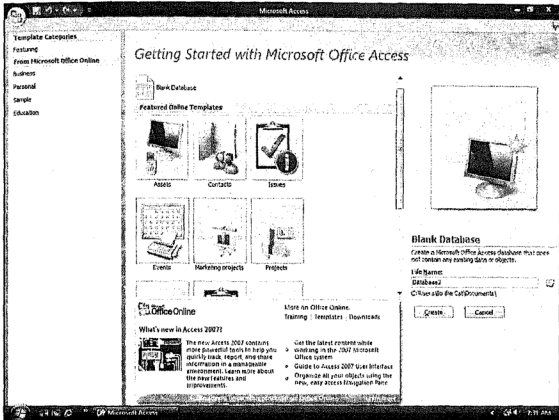 Microsoft Access
Template Categories
Featuring
From Microsoft Office Online
Business
Personal
Sample
Education
Getting Started with Microsoft Office Access
Blank Database
Featured Online Templates
Assets
Contacts
Issues
Events
Marketing projects
Projects
Office Online
What's new in Access 2007?
The new Access 2007 contains
more powerful tools to help you
quickly track, report, and share
information in a manageable
environment. Learn more about
the new features and
improvements.
More on Office Online:
Training | Templates | Downloads
Get the latest content while
working in the 2007 Microsoft
Office system
Guide to Access 2007 User Interface
Organize all your objects using the
new, easy access Navigation Pane
Blank Database
Create a Microsoft Office Access database that does
not contain any existing data or objects.
File Name:
Database2
Create
Cancel
Microsoft Access
7:11 AM